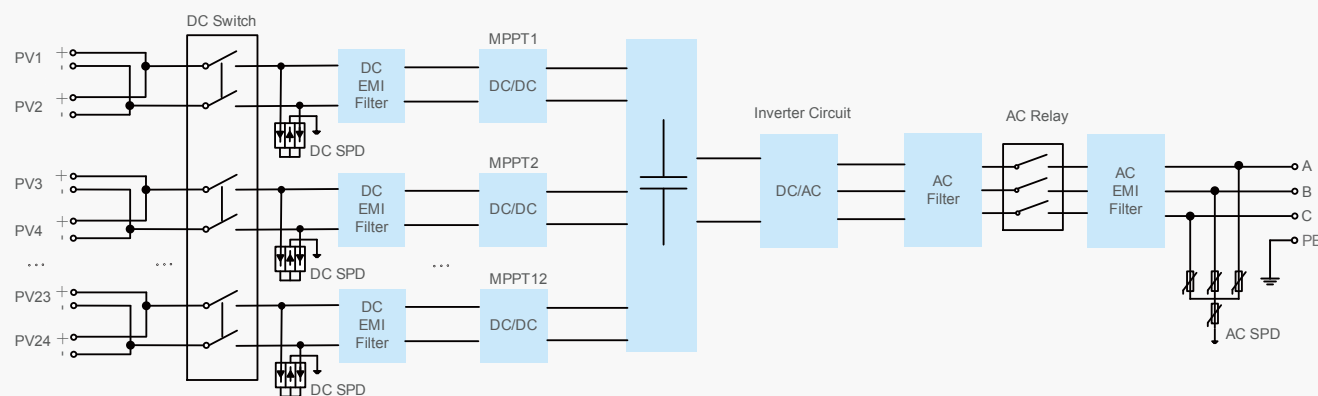 DC Switch
PV1
+
-
PV2
+
-
DC SPD
DC
EMI
Filter
MPPT1
DC/DC
PV3
+
-
PV4
+
-
DC SPD
DC
EMI
Filter
MPPT2
DC/DC
...
...
...
PV23
+
-
PV24
+
-
DC SPD
DC
EMI
Filter
MPPT12
DC/DC
Inverter Circuit
DC/AC
AC
Filter
AC Relay
AC
EMI
Filter
A
B
C
PE
AC SPD